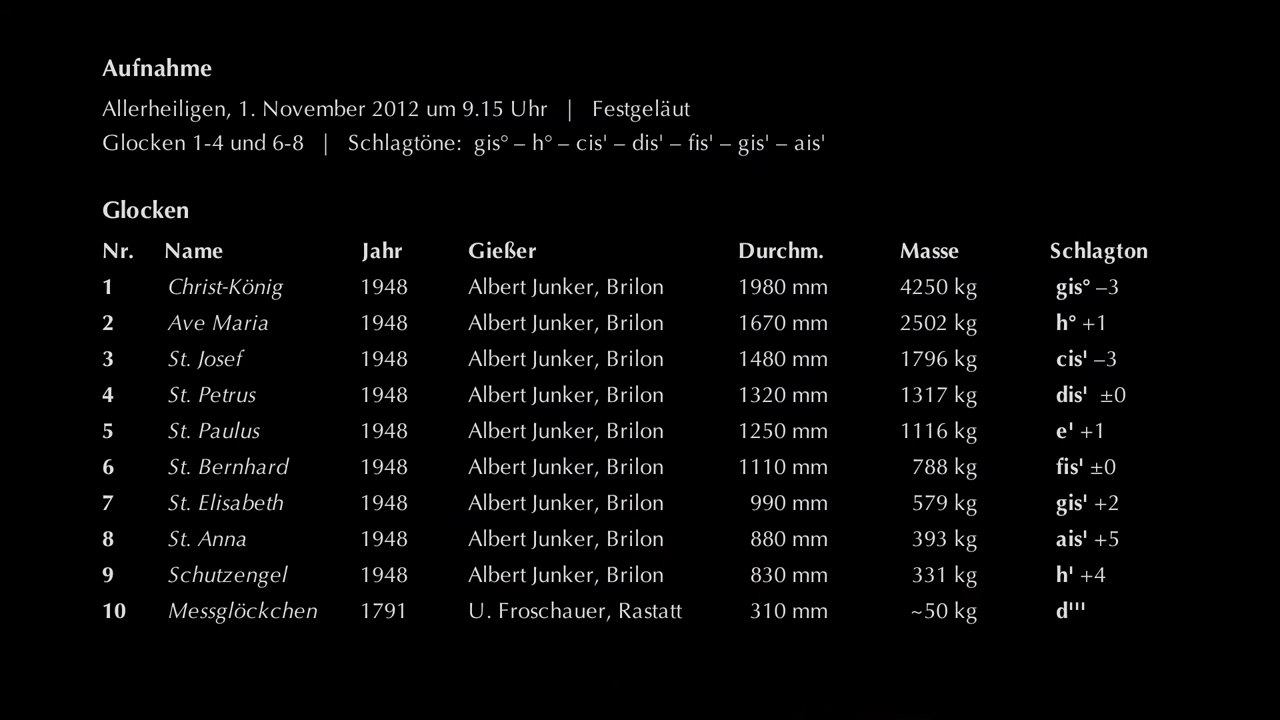 Aufnahme
Allerheiligen, 1. November 2012 um 9.15 Uhr | Festgeläut
Glocken 1-4 und 6-8 | Schlagtöne: gis° – h° – cis' – dis' – fis' – gis' – ais'
Glocken
Nr. Name Jahr Gießer Durchm. Masse Schlagton
1 Christ-König 1948 Albert Junker, Brilon 1980 mm 4250 kg gis° –3
2 Ave Maria 1948 Albert Junker, Brilon 1670 mm 2502 kg h° +1
3 St. Josef 1948 Albert Junker, Brilon 1480 mm 1796 kg cis' –3
4 St. Petrus 1948 Albert Junker, Brilon 1320 mm 1317 kg dis' ±0
5 St. Paulus 1948 Albert Junker, Brilon 1250 mm 1116 kg e' +1
6 St. Bernhard 1948 Albert Junker, Brilon 1110 mm 788 kg fis' ±0
7 St. Elisabeth 1948 Albert Junker, Brilon 990 mm 579 kg gis' +2
8 St. Anna 1948 Albert Junker, Brilon 880 mm 393 kg ais' +5
9 Schutzengel 1948 Albert Junker, Brilon 830 mm 331 kg h' +4
10 Messglöckchen 1791 U. Froschauer, Rastatt 310 mm ~50 kg d'''